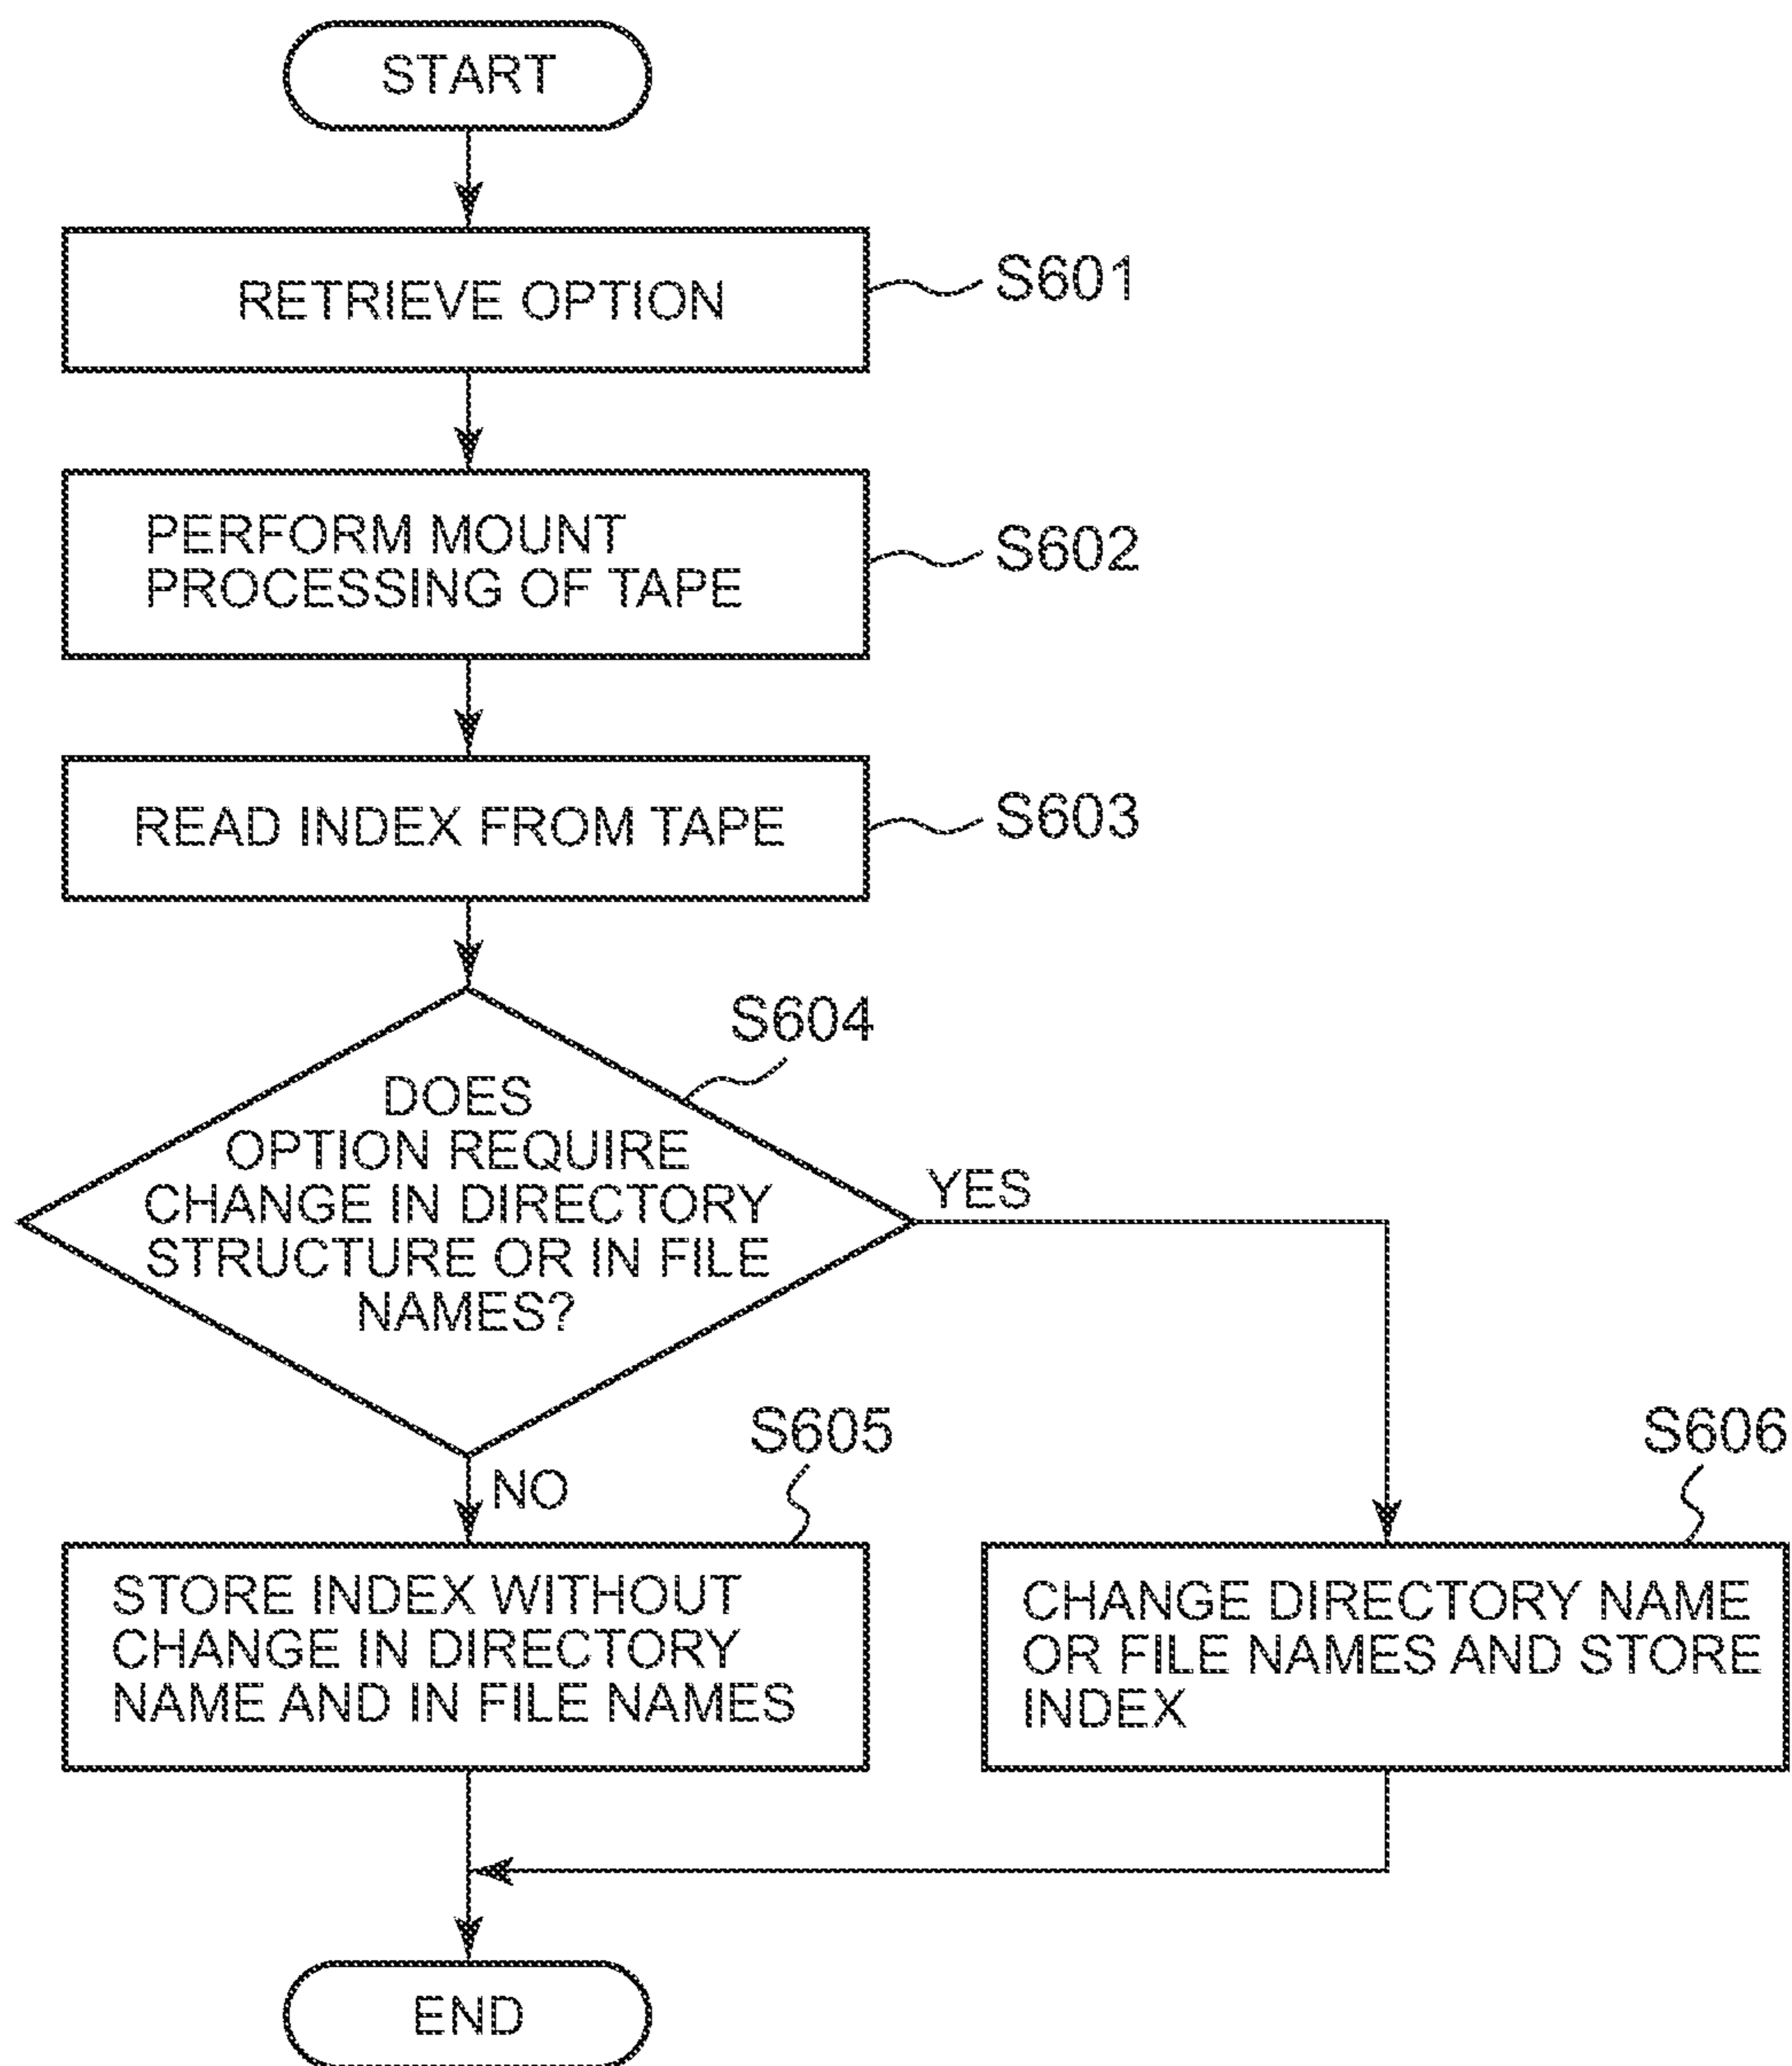 START
RETRIEVE OPTION
S601
PERFORM MOUNT
PROCESSING OF TAPE
S602
READ INDEX FROM TAPE
S603
S604
DOES
OPTION REQUIRE
CHANGE IN DIRECTORY
STRUCTURE OR IN FILE
NAMES?
YES
NO
S605
STORE INDEX WITHOUT
CHANGE IN DIRECTORY
NAME AND IN FILE NAMES
S606
CHANGE DIRECTORY NAME
OR FILE NAMES AND STORE
INDEX
END